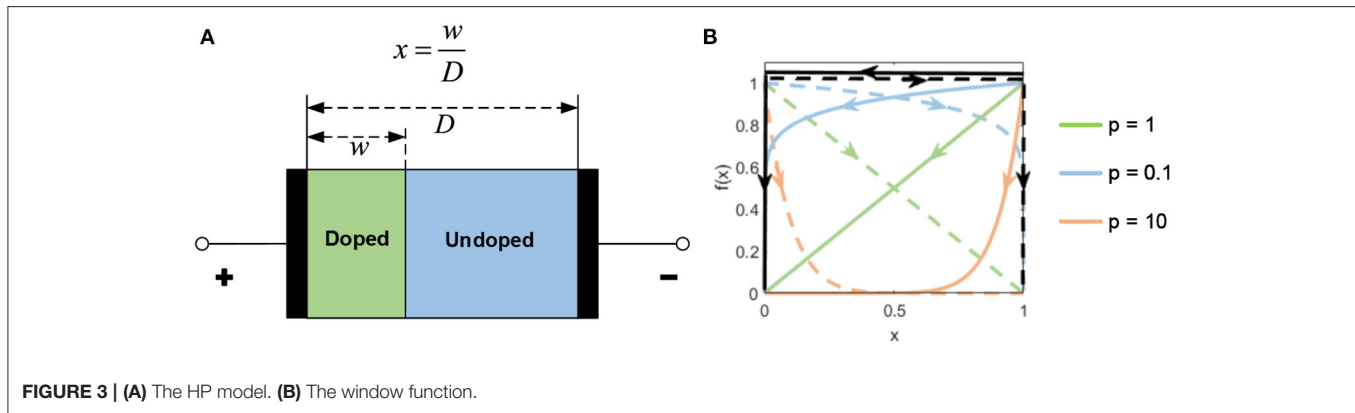 A
x = w/D
D
w
Doped
Undoped
+
−
B
1
0.8
0.6
0.4
0.2
0
f(x)
0
0.5
1
x
p = 1
p = 0.1
p = 10
FIGURE 3 | (A) The HP model. (B) The window function.